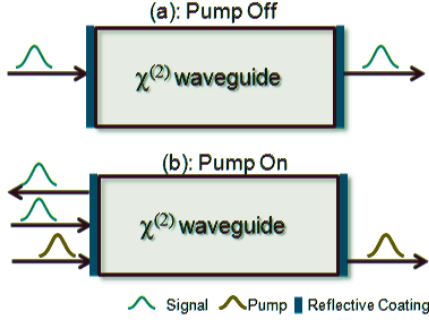 (a): Pump Off
χ(2) waveguide
(b): Pump On
χ(2) waveguide
Signal Pump Reflective Coating